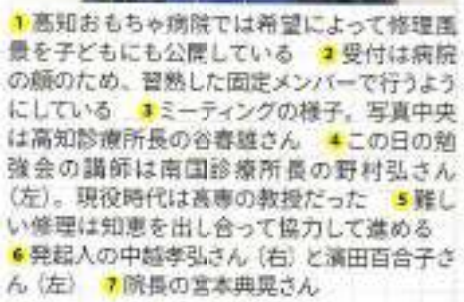 1 高知おもちゃ病院では希望によって修理風
景を子どもにも公開している 2 受付は病院
の顔のため、習熟した固定メンバーで行うよう
にしている 3 ミーティングの様子。写真中央
は高知診療所長の谷春雄さん 4 この日の勉
強会の講師は南国診療所長の野村弘さん
(左)。現役時代は高専の教授だった 5 難し
い修理は知恵を出し合って協力して進める
6 発起人の中越孝弘さん(右)と濱田百合子さ
ん(左) 7 院長の宮本典晃さん